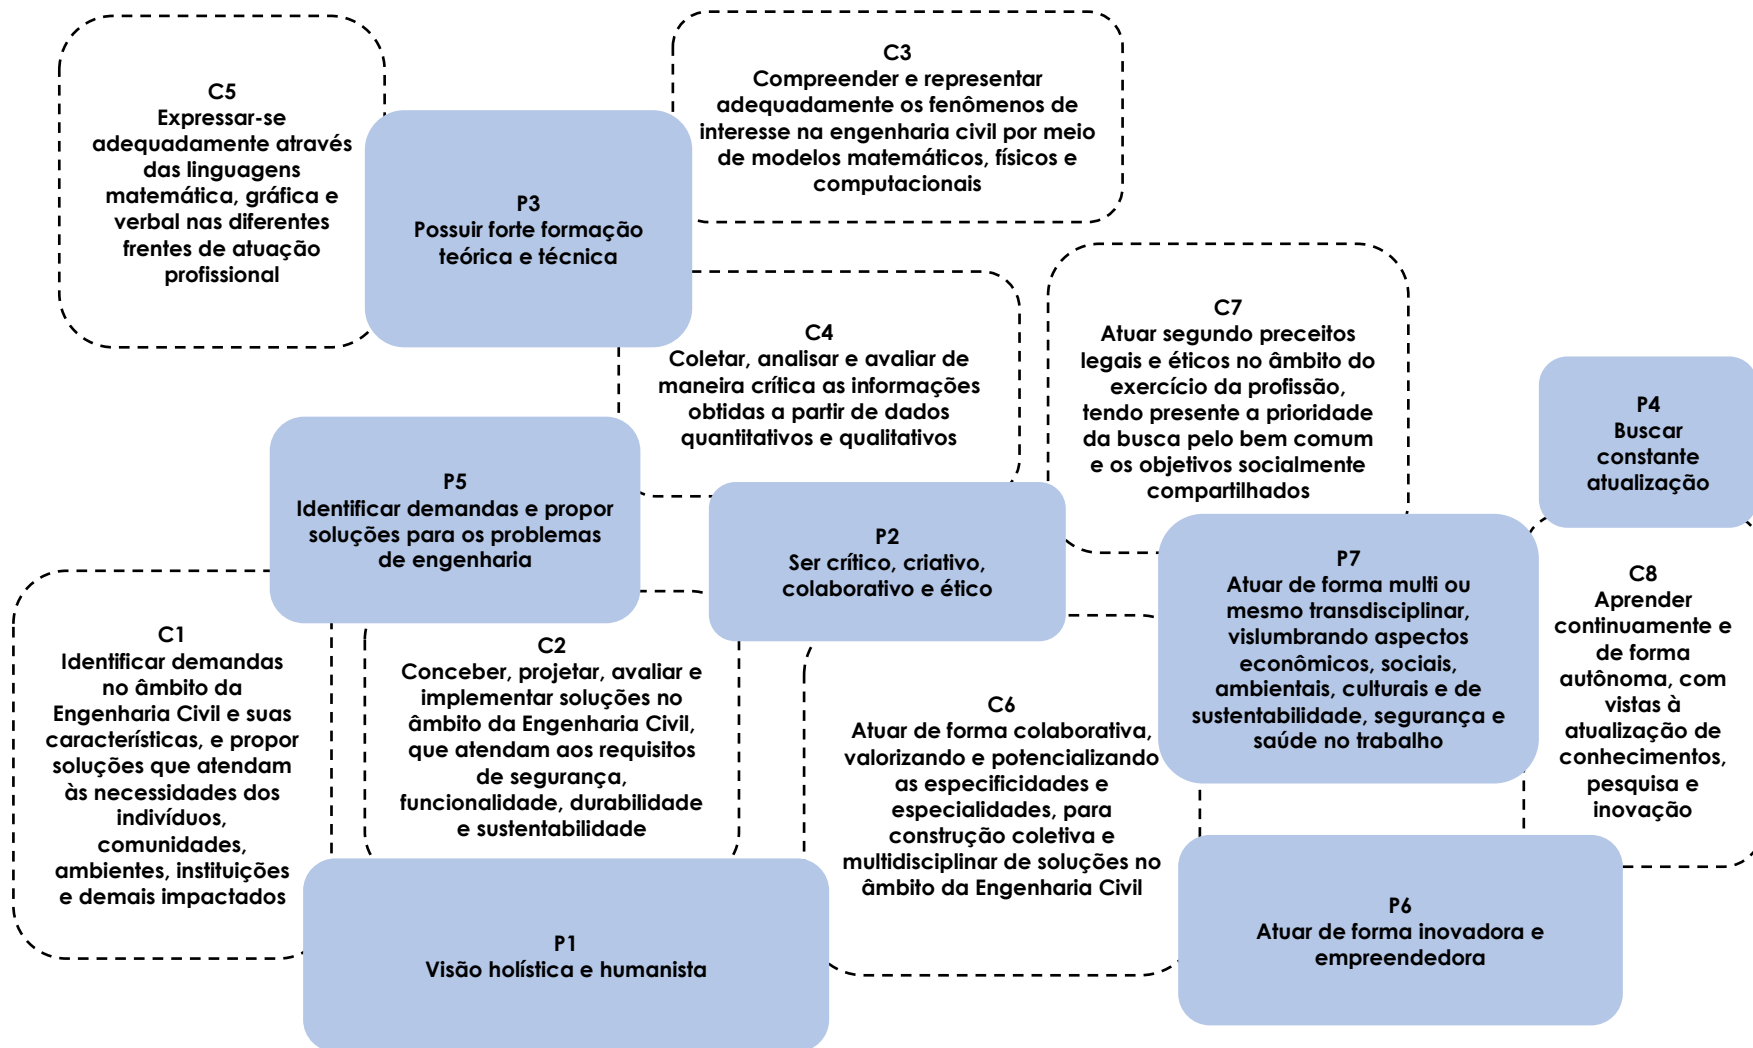 C5
Expressar-se
adequadamente através
das linguagens
matemática, gráfica e
verbal nas diferentes
frentes de atuação
profissional
C3
Compreender e representar
adequadamente os fenômenos de
interesse na engenharia civil por meio
de modelos matemáticos, físicos e
computacionais
P3
Possuir forte formação
teórica e técnica
C4
Coletar, analisar e avaliar de
maneira crítica as informações
obtidas a partir de dados
quantitativos e qualitativos
C7
Atuar segundo preceitos
legais e éticos no âmbito do
exercício da profissão,
tendo presente a prioridade
da busca pelo bem comum
e os objetivos socialmente
compartilhados
P4
Buscar
constante
atualização
P5
Identificar demandas e propor
soluções para os problemas
de engenharia
P2
Ser crítico, criativo,
colaborativo e ético
P7
Atuar de forma multi ou
mesmo transdisciplinar,
vislumbrando aspectos
econômicos, sociais,
ambientais, culturais e de
sustentabilidade, segurança e
saúde no trabalho
C8
Aprender
continuamente e
de forma
autônoma, com
vistas à
atualização de
conhecimentos,
pesquisa e
inovação
C1
Identificar demandas
no âmbito da
Engenharia Civil e suas
características, e propor
soluções que atendam
às necessidades dos
indivíduos,
comunidades,
ambientes, instituições
e demais impactados
C2
Conceber, projetar, avaliar e
implementar soluções no
âmbito da Engenharia Civil,
que atendam aos requisitos
de segurança,
funcionalidade, durabilidade
e sustentabilidade
C6
Atuar de forma colaborativa,
valorizando e potencializando
as especificidades e
especialidades, para
construção coletiva e
multidisciplinar de soluções no
âmbito da Engenharia Civil
P1
Visão holística e humanista
P6
Atuar de forma inovadora e
empreendedora